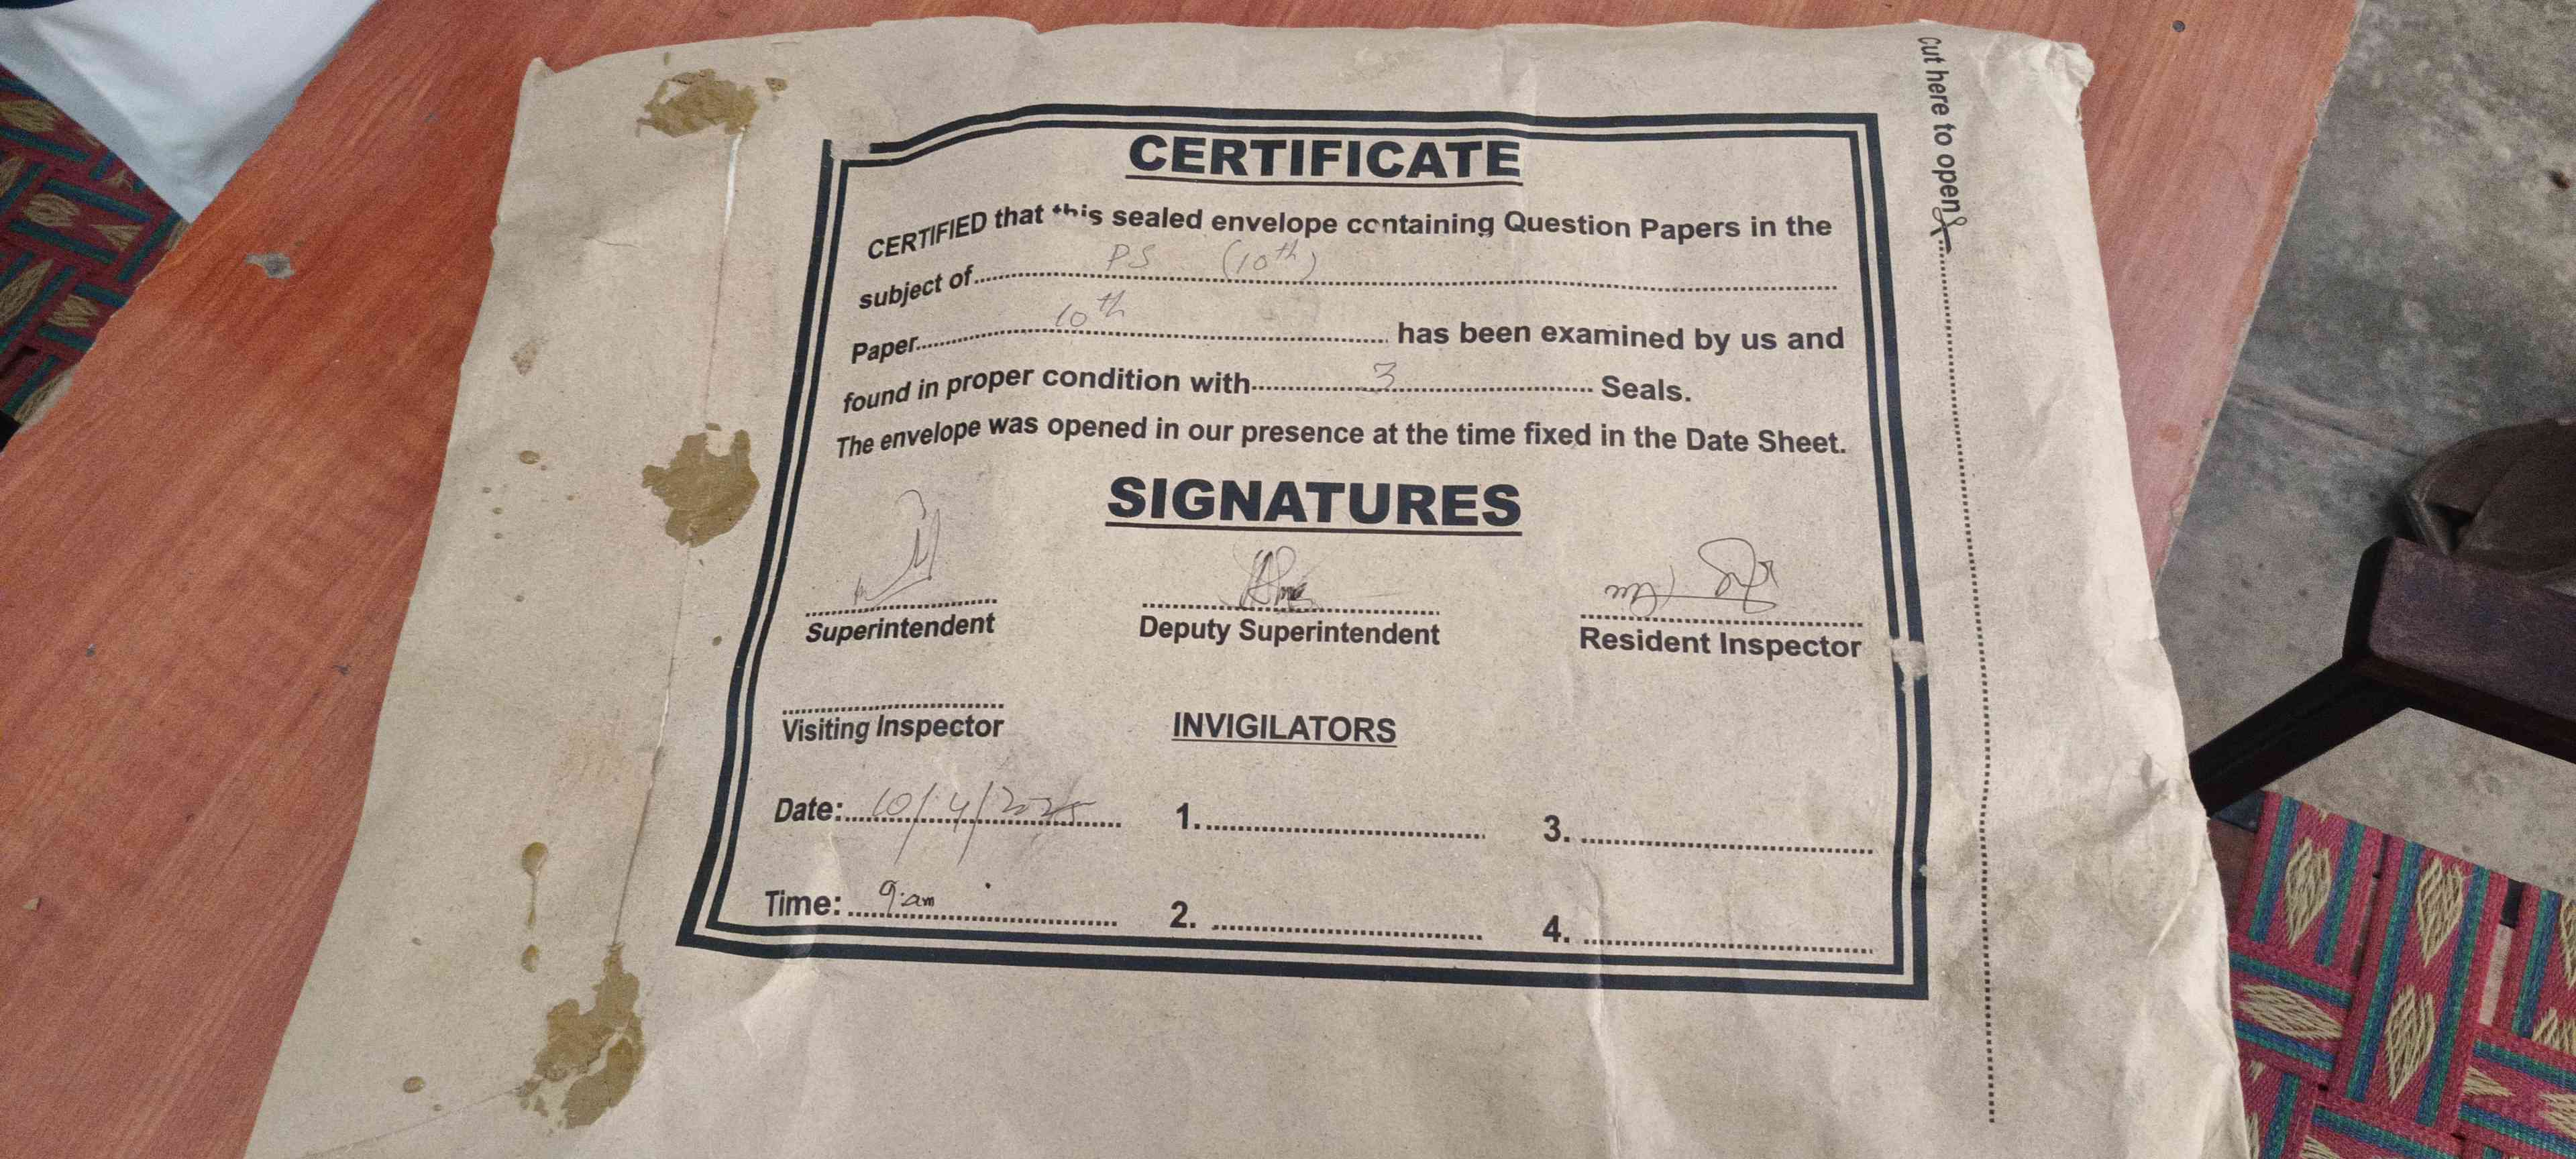 CERTIFICATE
CERTIFIED that this sealed envelope containing Question Papers in the
subject of PS (10th)
Paper 10th has been examined by us and
found in proper condition with 3 Seals.
The envelope was opened in our presence at the time fixed in the Date Sheet.
SIGNATURES
Superintendent Deputy Superintendent Resident Inspector
Visiting Inspector INVIGILATORS
Date: 10/4/2025 1. 3.
Time: 9:am 2. 4.
Cut here to open